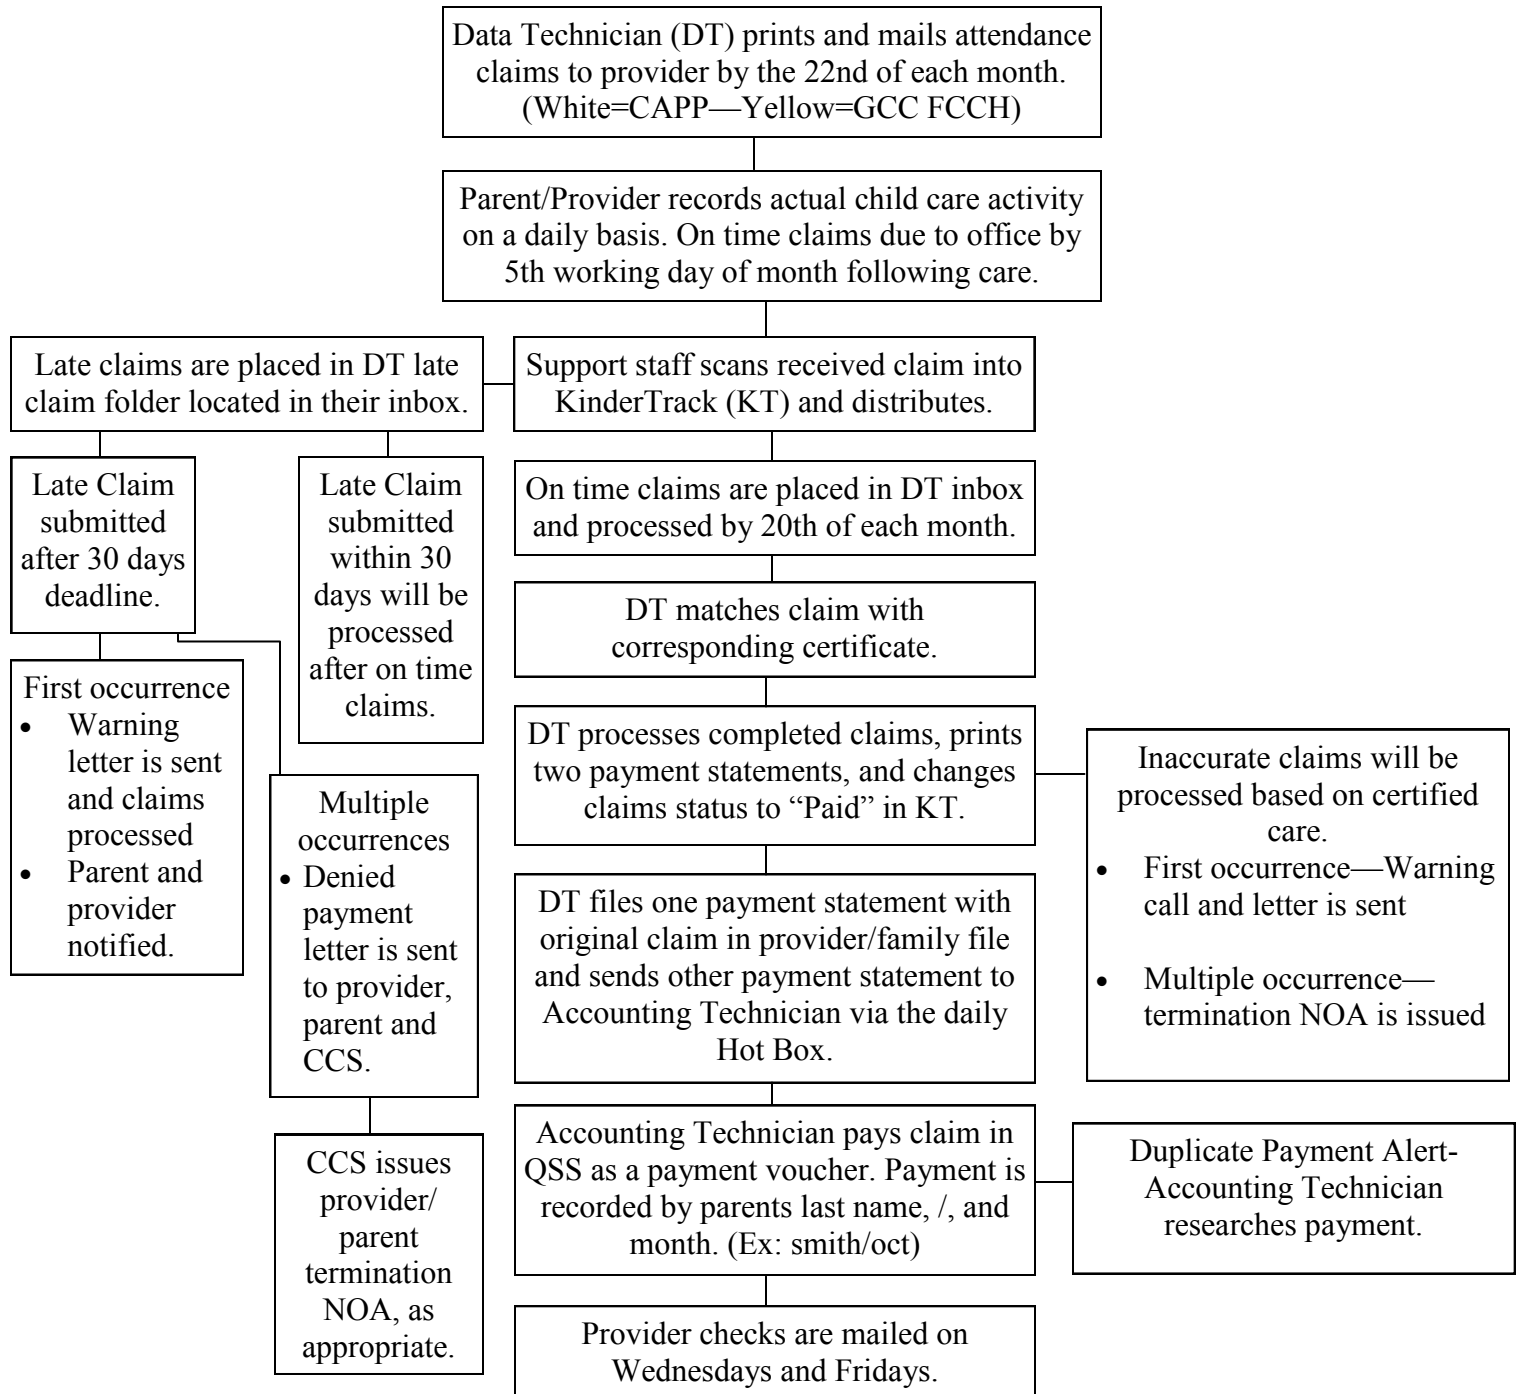 Data Technician (DT) prints and mails attendance
claims to provider by the 22nd of each month.
(White=CAPP—Yellow=GCC FCCH)
Parent/Provider records actual child care activity
on a daily basis. On time claims due to office by
5th working day of month following care.
Late claims are placed in DT late
claim folder located in their inbox.
Support staff scans received claim into
KinderTrack (KT) and distributes.
Late Claim
submitted
after 30 days
deadline.
Late Claim
submitted
within 30
days will be
processed
after on time
claims.
First occurrence
• Warning
letter is sent
and claims
processed
• Parent and
provider
notified.
Multiple
occurrences
• Denied
payment
letter is sent
to provider,
parent and
CCS.
CCS issues
provider/
parent
termination
NOA, as
appropriate.
On time claims are placed in DT inbox
and processed by 20th of each month.
DT matches claim with
corresponding certificate.
DT processes completed claims, prints
two payment statements, and changes
claims status to “Paid” in KT.
Inaccurate claims will be
processed based on certified
care.
• First occurrence—Warning
call and letter is sent
• Multiple occurrence—
termination NOA is issued
DT files one payment statement with
original claim in provider/family file
and sends other payment statement to
Accounting Technician via the daily
Hot Box.
Accounting Technician pays claim in
QSS as a payment voucher. Payment is
recorded by parents last name, /, and
month. (Ex: smith/oct)
Duplicate Payment Alert-
Accounting Technician
researches payment.
Provider checks are mailed on
Wednesdays and Fridays.